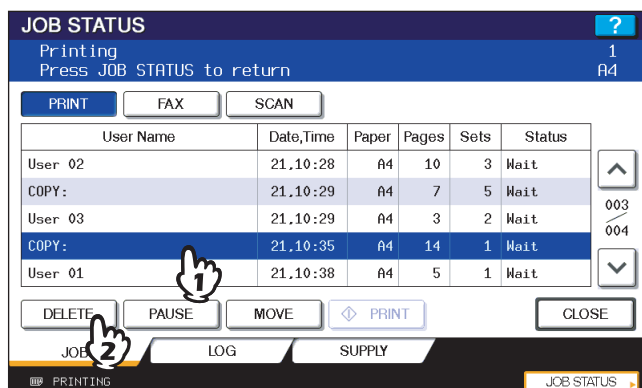 JOB STATUS ?
Printing 1
Press JOB STATUS to return A4
PRINT FAX SCAN
User Name Date,Time Paper Pages Sets Status
User 02 21,10:28 A4 10 3 Wait
COPY: 21,10:29 A4 7 5 Wait
User 03 21,10:29 A4 3 2 Wait
COPY: 21,10:35 A4 14 1 Wait
User 01 21,10:38 A4 5 1 Wait
003
004
1
DELETE PAUSE MOVE PRINT CLOSE
2
JOB LOG SUPPLY
PRINTING JOB STATUS